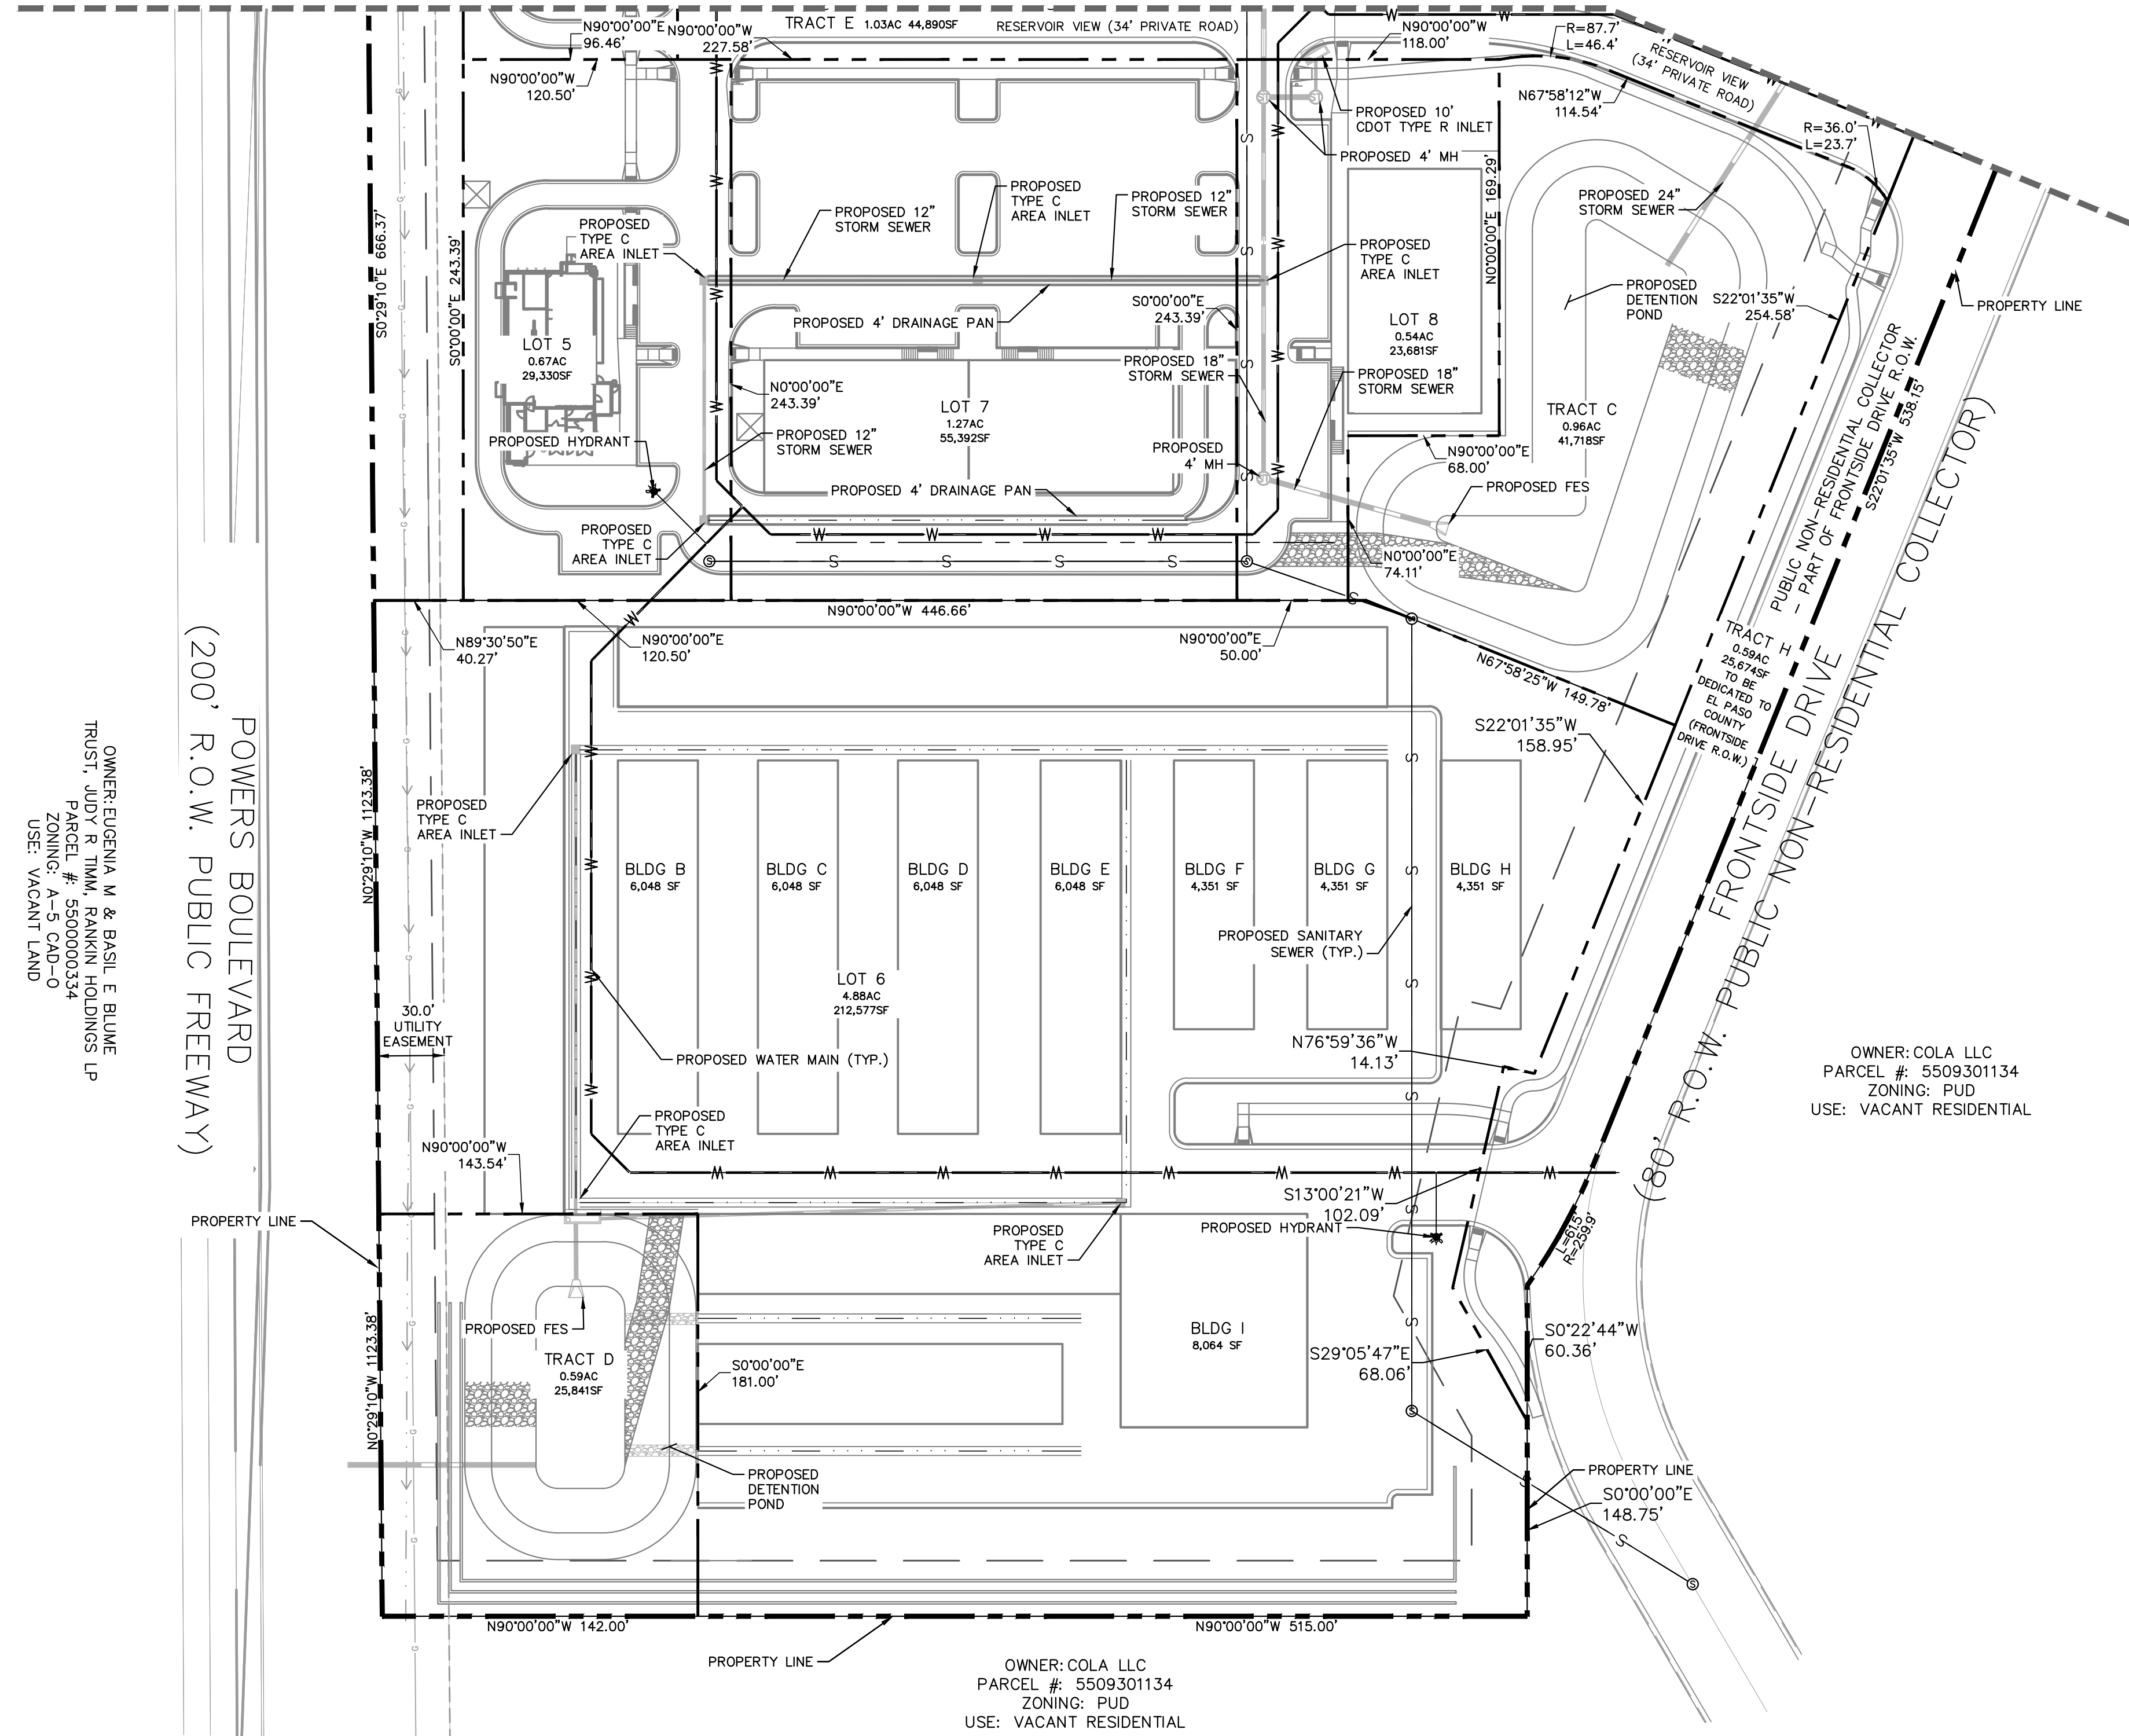 N90°00'00"E
96.46'
N90°00'00"W
227.58'
TRACT E 1.03AC 44,890SF
RESERVOIR VIEW (34' PRIVATE ROAD)
N90°00'00"W
118.00'
R=87.7'
L=46.4'
RESERVOIR VIEW
(34' PRIVATE ROAD)
N90°00'00"W
120.50'
N67°58'12"W
114.54'
R=36.0'
L=23.7'
PROPOSED 10'
CDOT TYPE R INLET
PROPOSED 4' MH
N0°00'00"E 169.29'
PROPOSED 24"
STORM SEWER
S0°29'10"E 666.37'
S0°00'00"E 243.39'
PROPOSED
TYPE C
AREA INLET
PROPOSED 12"
STORM SEWER
PROPOSED
TYPE C
AREA INLET
PROPOSED 12"
STORM SEWER
PROPOSED
TYPE C
AREA INLET
PROPOSED
DETENTION
POND
S22°01'35"W
254.58'
PROPERTY LINE
S0°00'00"E
243.39'
PROPOSED 4' DRAINAGE PAN
LOT 5
0.67AC
29,330SF
LOT 8
0.54AC
23,681SF
PROPOSED 18"
STORM SEWER
PROPOSED 18"
STORM SEWER
N0°00'00"E
243.39'
LOT 7
1.27AC
55,392SF
TRACT C
0.96AC
41,718SF
PROPOSED HYDRANT
PROPOSED 12"
STORM SEWER
PROPOSED
4' MH
N90°00'00"E
68.00'
PROPOSED FES
PROPOSED 4' DRAINAGE PAN
PROPOSED
TYPE C
AREA INLET
N0°00'00"E
74.11'
PUBLIC NON-RESIDENTIAL COLLECTOR
- PART OF FRONTSIDE DRIVE R.O.W.
S22°01'35"W 538.15'
N90°00'00"W 446.66'
N89°30'50"E
40.27'
N90°00'00"E
120.50'
N90°00'00"E
50.00'
N67°58'25"W 149.78'
TRACT H
0.59AC
25,674SF
TO BE
DEDICATED TO
EL PASO
COUNTY
(FRONTSIDE
DRIVE R.O.W.)
FRONTSIDE DRIVE
(80' R.O.W. PUBLIC NON-RESIDENTIAL COLLECTOR)
S22°01'35"W
158.95'
POWERS BOULEVARD
(200' R.O.W. PUBLIC FREEWAY)
OWNER: EUGENIA M & BASIL E BLUME
TRUST, JUDY R TIMM, RANKIN HOLDINGS LP
PARCEL #: 5500000334
ZONING: A-5 CAD-O
USE: VACANT LAND
N0°29'10"W 1123.38'
PROPOSED
TYPE C
AREA INLET
BLDG B
6,048 SF
BLDG C
6,048 SF
BLDG D
6,048 SF
BLDG E
6,048 SF
BLDG F
4,351 SF
BLDG G
4,351 SF
BLDG H
4,351 SF
PROPOSED SANITARY
SEWER (TYP.)
LOT 6
4.88AC
212,577SF
30.0'
UTILITY
EASEMENT
PROPOSED WATER MAIN (TYP.)
N76°59'36"W
14.13'
OWNER: COLA LLC
PARCEL #: 5509301134
ZONING: PUD
USE: VACANT RESIDENTIAL
PROPOSED
TYPE C
AREA INLET
N90°00'00"W
143.54'
S13°00'21"W
102.09'
PROPERTY LINE
PROPOSED HYDRANT
PROPOSED
TYPE C
AREA INLET
L=61.5'
R=259.9'
PROPOSED FES
BLDG I
8,064 SF
S0°22'44"W
60.36'
S29°05'47"E
68.06'
TRACT D
0.59AC
25,841SF
S0°00'00"E
181.00'
N0°29'10"W 1123.38'
PROPOSED
DETENTION
POND
PROPERTY LINE
S0°00'00"E
148.75'
N90°00'00"W 142.00'
N90°00'00"W 515.00'
PROPERTY LINE
OWNER: COLA LLC
PARCEL #: 5509301134
ZONING: PUD
USE: VACANT RESIDENTIAL